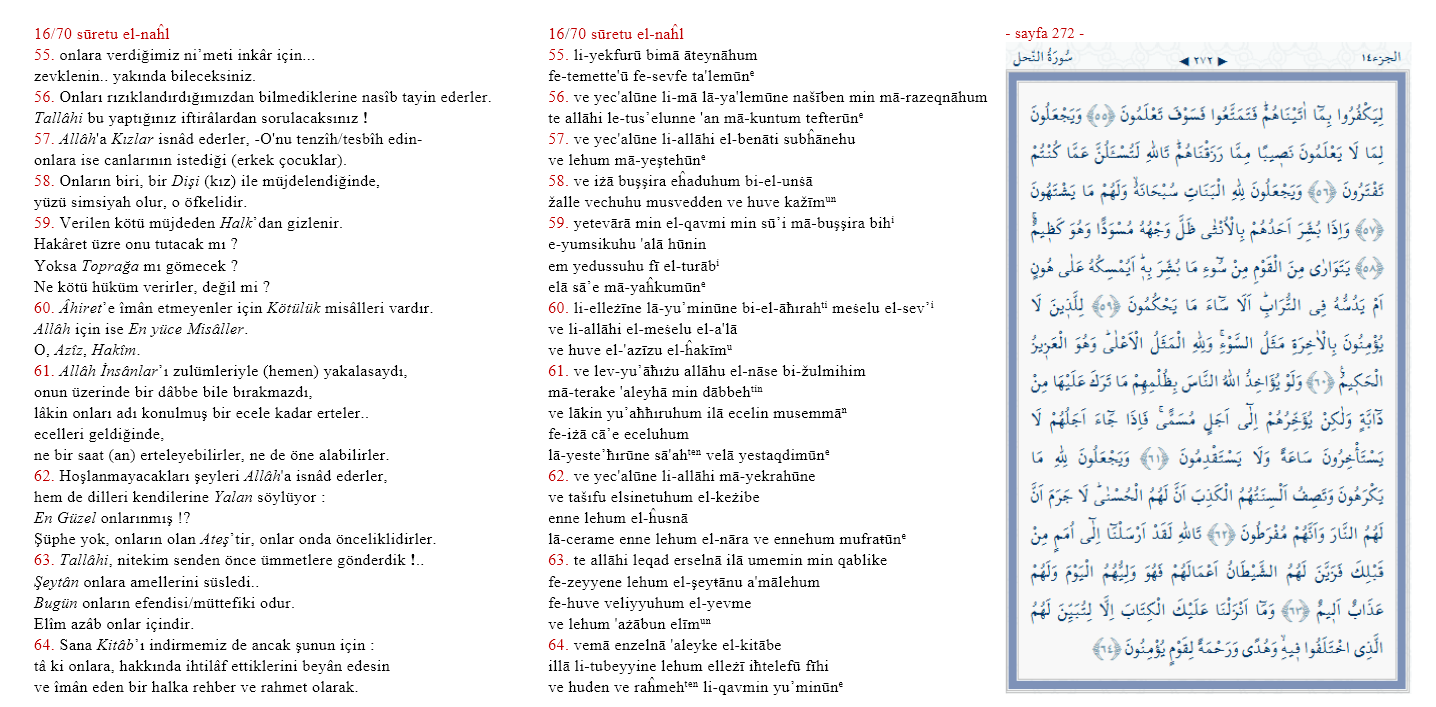 16/70 sūretu el-naĥl
55. onlara verdiğimiz ni’meti inkâr için...
zevklenin.. yakında bileceksiniz.
56. Onları rızıklandırdığımızdan bilmediklerine nasîb tayin ederler.
Tallâhi bu yaptığınız iftirâlardan sorulacaksınız !
57. Allâh'a Kızlar isnâd ederler, -O'nu tenzîh/tesbîh edin-
onlara ise canlarının istediği (erkek çocuklar).
58. Onların biri, bir Dişi (kız) ile müjdelendiğinde,
yüzü simsiyah olur, o öfkelidir.
59. Verilen kötü müjdeden Halk’dan gizlenir.
Hakâret üzre onu tutacak mı ?
Yoksa Toprağa mı gömecek ?
Ne kötü hüküm verirler, değil mi ?
60. Âhiret’e îmân etmeyenler için Kötülük misâlleri vardır.
Allâh için ise En yüce Misâller.
O, Azîz, Hakîm.
61. Allâh İnsânlar’ı zulümleriyle (hemen) yakalasaydı,
onun üzerinde bir dâbbe bile bırakmazdı,
lâkin onları adı konulmuş bir ecele kadar erteler..
ecelleri geldiğinde,
ne bir saat (an) erteleyebilirler, ne de öne alabilirler.
62. Hoşlanmayacakları şeyleri Allâh'a isnâd ederler,
hem de dilleri kendilerine Yalan söylüyor :
En Güzel onlarınmış !?
Şüphe yok, onların olan Ateş’tir, onlar onda önceliklidirler.
63. Tallâhi, nitekim senden önce ümmetlere gönderdik !..
Şeytân onlara amellerini süsledi..
Bugün onların efendisi/müttefiki odur.
Elîm azâb onlar içindir.
64. Sana Kitâb’ı indirmemiz de ancak şunun için :
tâ ki onlara, hakkında ihtilâf ettiklerini beyân edesin
ve îmân eden bir halka rehber ve rahmet olarak.
16/70 sūretu el-naĥl
55. li-yekfurū bimā āteynāhum
fe-temette'ū fe-sevfe ta'lemūnᵉ
56. ve yec'alūne li-mā lā-ya'lemūne našīben min mā-razeqnāhum
te allāhi le-tus’elunne 'an mā-kuntum tefterūnᵉ
57. ve yec'alūne li-allāhi el-benāti subĥānehu
ve lehum mā-yeştehūnᵉ
58. ve iżā buşşira eĥaduhum bi-el-unśā
žalle vechuhu musvedden ve huve kažīmᵘⁿ
59. yetevārā min el-qavmi min sū’i mā-buşşira bihⁱ
e-yumsikuhu 'alā hūnin
em yedussuhu fī el-turābⁱ
elā sā’e mā-yaĥkumūnᵉ
60. li-elleżīne lā-yu’minūne bi-el-āħirahᵗⁱ meśelu el-sev’ⁱ
ve li-allāhi el-meśelu el-a'lā
ve huve el-'azīzu el-ĥakīmᵘ
61. ve lev-yu’āħıżu allāhu el-nāse bi-žulmihim
mā-terake 'aleyhā min dābbehᵗⁱⁿ
ve lākin yu’aħħıruhum ilā ecelin musemmāⁿ
fe-iżā cā’e eceluhum
lā-yeste’ħırūne sā'ahᵗᵉⁿ velā yestaqdimūnᵉ
62. ve yec'alūne li-allāhi mā-yekrahūne
ve tašıfu elsinetuhum el-keżibe
enne lehum el-ĥusnā
lā-cerame enne lehum el-nāra ve ennehum mufraŧūnᵉ
63. te allāhi leqad erselnā ilā umemin min qablike
fe-zeyyene lehum el-şeyŧānu a'mālehum
fe-huve veliyyuhum el-yevme
ve lehum 'ażābun elīmᵘⁿ
64. vemā enzelnā 'aleyke el-kitābe
illā li-tubeyyine lehum elleżī iħtelefū fīhi
ve huden ve raĥmehᵗᵉⁿ li-qavmin yu’minūnᵉ
- sayfa 272 -
الجزء ١٤ ◀ ٢٧٢ ▶ سُورَةُ النَّحل
لِيَكْفُرُوا بِمَٓا اٰتَيْنَاهُمْۜ فَتَمَتَّعُوا فَسَوْفَ تَعْلَمُونَ ﴿٥٥﴾ وَيَجْعَلُونَ
لِمَا لَا يَعْلَمُونَ نَص۪يبًا مِمَّا رَزَقْنَاهُمْۜ تَاللّٰهِ لَتُسْـَٔلُنَّ عَمَّا كُنْتُمْ
تَفْتَرُونَ ﴿٥٦﴾ وَيَجْعَلُونَ لِلّٰهِ الْبَنَاتِ سُبْحَانَهُۙ وَلَهُمْ مَا يَشْتَهُونَ
﴿٥٧﴾ وَاِذَا بُشِّرَ اَحَدُهُمْ بِالْاُنْثٰى ظَلَّ وَجْهُهُ مُسْوَدًّا وَهُوَ كَظ۪يمٌۚ
﴿٥٨﴾ يَتَوَارٰى مِنَ الْقَوْمِ مِنْ سُٓوءِ مَا بُشِّرَ بِه۪ۜ اَيُمْسِكُهُ عَلٰى هُونٍ
اَمْ يَدُسُّهُ فِي التُّرَابِۜ اَلَا سَٓاءَ مَا يَحْكُمُونَ ﴿٥٩﴾ لِلَّذ۪ينَ لَا
يُؤْمِنُونَ بِالْاٰخِرَةِ مَثَلُ السَّوْءِۚ وَلِلّٰهِ الْمَثَلُ الْاَعْلٰىۜ وَهُوَ الْعَز۪يزُ
الْحَك۪يمُ۟ ﴿٦٠﴾ وَلَوْ يُؤَاخِذُ اللّٰهُ النَّاسَ بِظُلْمِهِمْ مَا تَرَكَ عَلَيْهَا مِنْ
دَٓابَّةٍ وَلٰكِنْ يُؤَخِّرُهُمْ اِلٰٓى اَجَلٍ مُسَمًّىۚ فَاِذَا جَٓاءَ اَجَلُهُمْ لَا
يَسْتَأْخِرُونَ سَاعَةً وَلَا يَسْتَقْدِمُونَ ﴿٦١﴾ وَيَجْعَلُونَ لِلّٰهِ مَا
يَكْرَهُونَ وَتَصِفُ اَلْسِنَتُهُمُ الْكَذِبَ اَنَّ لَهُمُ الْحُسْنٰىۜ لَا جَرَمَ اَنَّ
لَهُمُ النَّارَ وَاَنَّهُمْ مُفْرَطُونَ ﴿٦٢﴾ تَاللّٰهِ لَقَدْ اَرْسَلْنَٓا اِلٰٓى اُمَمٍ مِنْ
قَبْلِكَ فَزَيَّنَ لَهُمُ الشَّيْطَانُ اَعْمَالَهُمْ فَهُوَ وَلِيُّهُمُ الْيَوْمَ وَلَهُمْ
عَذَابٌ اَل۪يمٌ ﴿٦٣﴾ وَمَٓا اَنْزَلْنَا عَلَيْكَ الْكِتَابَ اِلَّا لِتُبَيِّنَ لَهُمُ
الَّذِي اخْتَلَفُوا ف۪يهِۙ وَهُدًى وَرَحْمَةً لِقَوْمٍ يُؤْمِنُونَ ﴿٦٤﴾